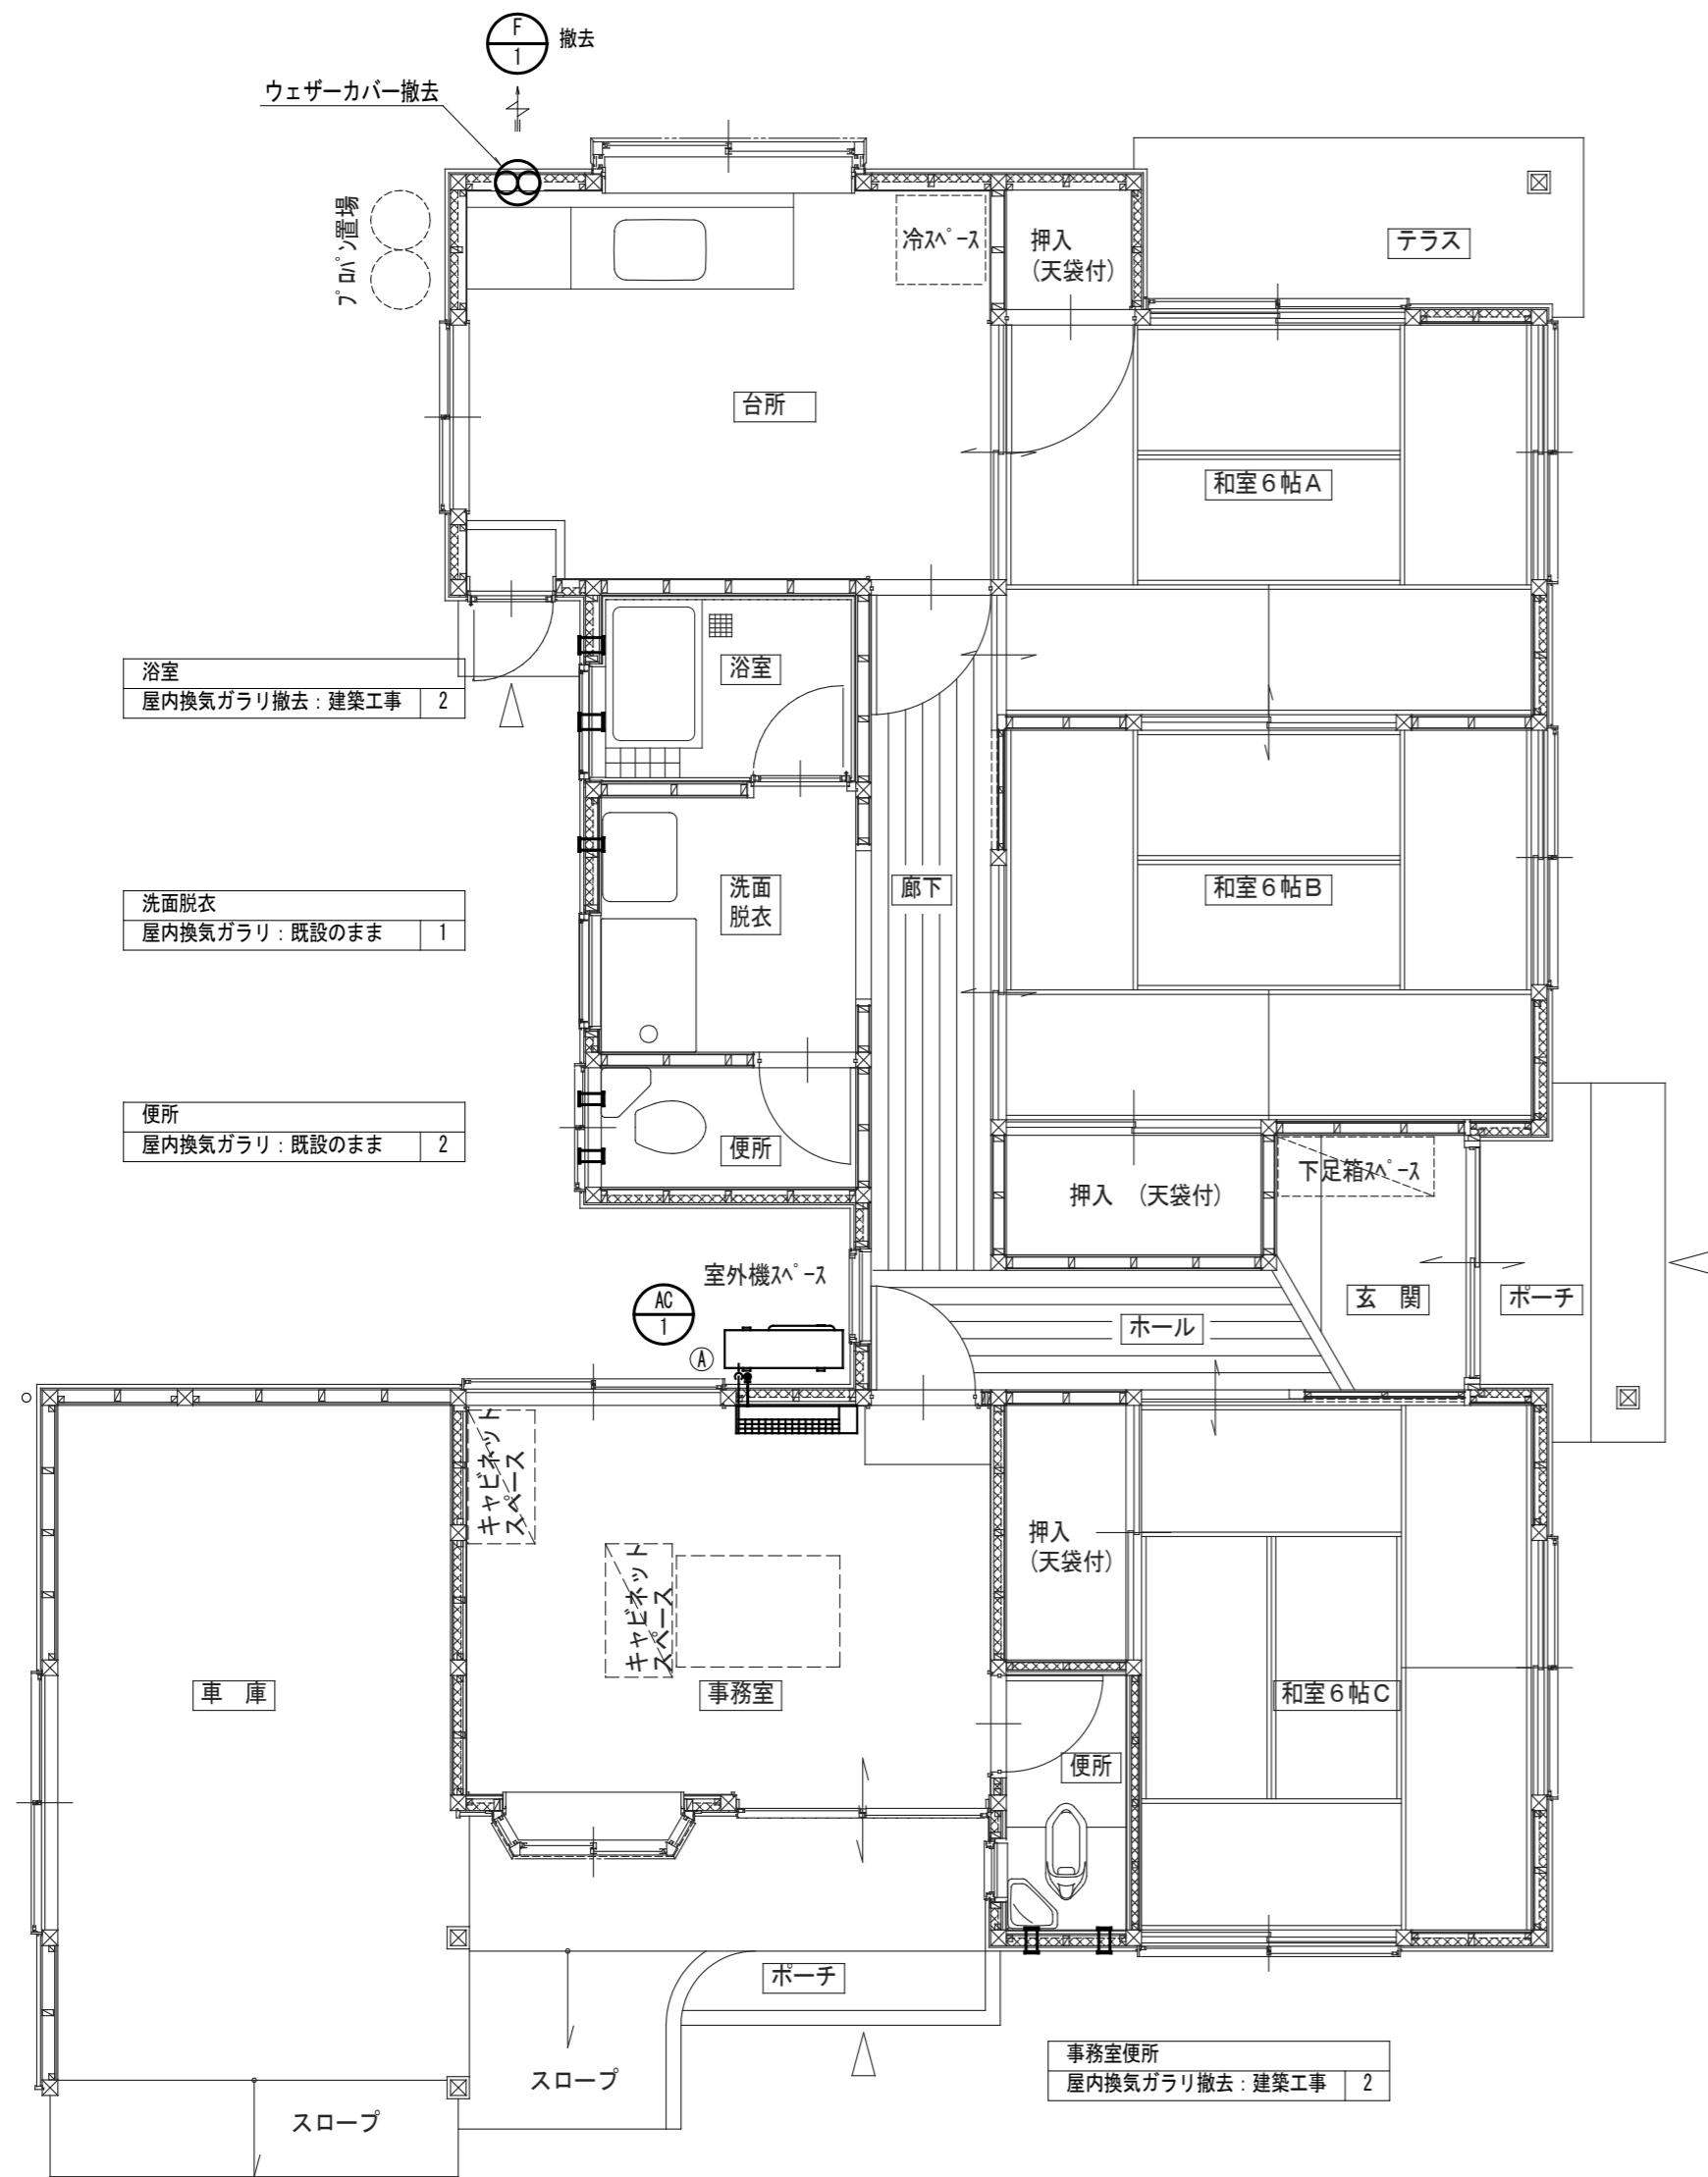 F
1
撤去
ウェザーカバー撤去
プロパン置場
冷スペース
押入
（天袋付）
テラス
台所
和室６帖Ａ
浴室
屋内換気ガラリ撤去：建築工事 2
浴室
洗面
脱衣
廊下
和室６帖Ｂ
洗面脱衣
屋内換気ガラリ：既設のまま 1
便所
屋内換気ガラリ：既設のまま 2
便所
押入 （天袋付）
下足箱スペース
室外機スペース
AC
1
Ⓐ
ホール
玄 関
ポーチ
キャビネット
スペース
キャビネット
スペース
押入
（天袋付）
車 庫
事務室
和室６帖Ｃ
便所
ポーチ
スロープ
スロープ
事務室便所
屋内換気ガラリ撤去：建築工事 2